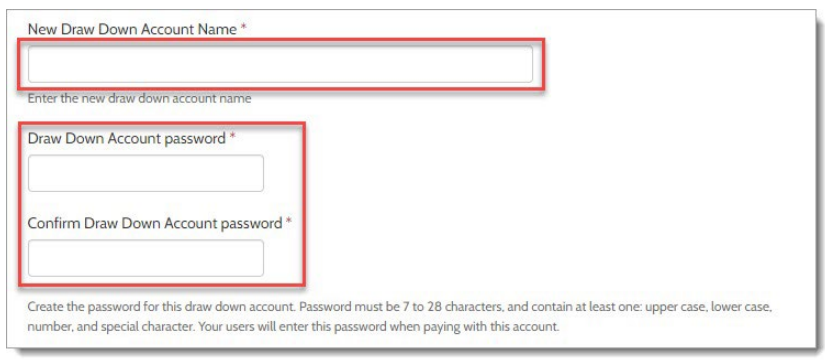 New Draw Down Account Name *
Enter the new draw down account name
Draw Down Account password *
Confirm Draw Down Account password *
Create the password for this draw down account. Password must be 7 to 28 characters, and contain at least one: upper case, lower case,
number, and special character. Your users will enter this password when paying with this account.